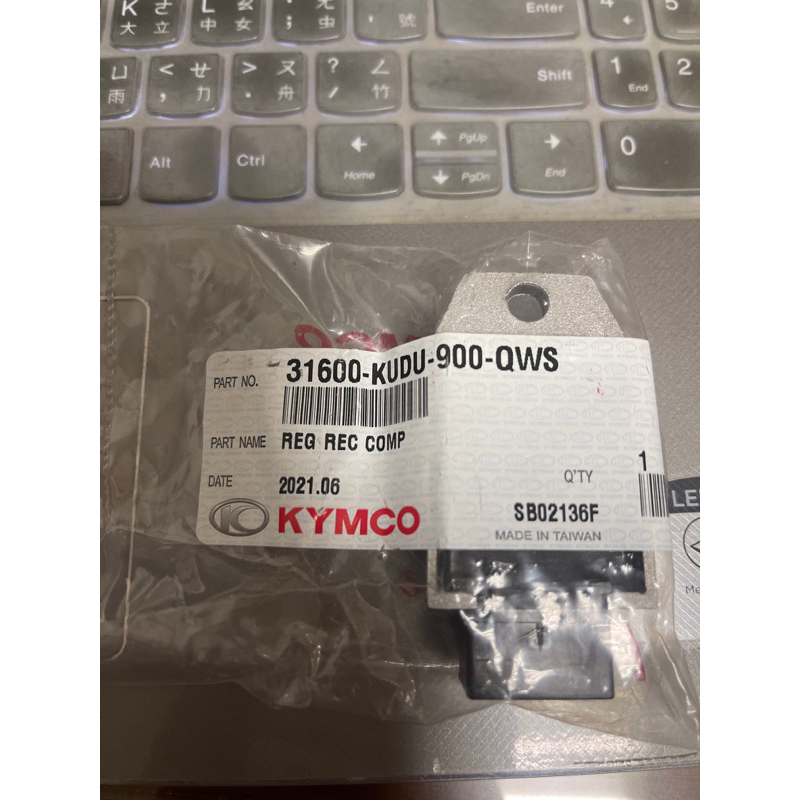 K ㄜ 大
L ㄠ 中 女
; ㄤ 虫
號
Enter
4
5
ㄩ 雨
< ㄝ , 力
> ㄡ . 舟
? ㄥ / 竹
Shift
1 End
2
Alt
Ctrl
Home
PgUp
PgDn
End
0
PART NO. 31600-KUDU-900-QWS
PART NAME REG REC COMP
DATE 2021.06
Q'TY 1
KYMCO
SB02136F
MADE IN TAIWAN
LE
Me